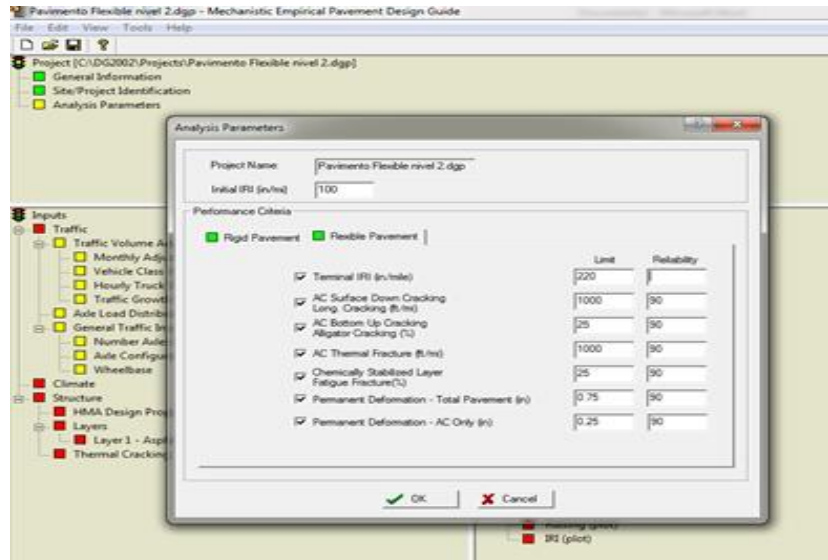 Pavimento Flexible nivel 2.dgp - Mechanistic Empirical Pavement Design Guide
File Edit View Tools Help
Project [C:\DG2002\Projects\Pavimento Flexible nivel 2.dgp]
General Information
Site/Project Identification
Analysis Parameters
Analysis Parameters
Project Name: Pavimento Flexible nivel 2.dgp
Initial IRI (in/mi) 100
Performance Criteria
Rigid Pavement Flexible Pavement
Limit Reliability
Terminal IRI (in/mile) 220
AC Surface Down Cracking
Long. Cracking (ft/mi) 1000 90
AC Bottom Up Cracking
Alligator Cracking (%) 25 90
AC Thermal Fracture (ft/mi) 1000 90
Chemically Stabilized Layer
Fatigue Fracture(%) 25 90
Permanent Deformation - Total Pavement (in) 0.75 90
Permanent Deformation - AC Only (in) 0.25 90
OK Cancel
Inputs
Traffic
Traffic Volume A
Monthly Adju
Vehicle Class
Hourly Truck
Traffic Growt
Axle Load Distribu
General Traffic In
Number Axle
Axle Configu
Wheelbase
Climate
Structure
HMA Design Prop
Layers
Layer 1 - Asph
Thermal Cracking
IRI (pilot)